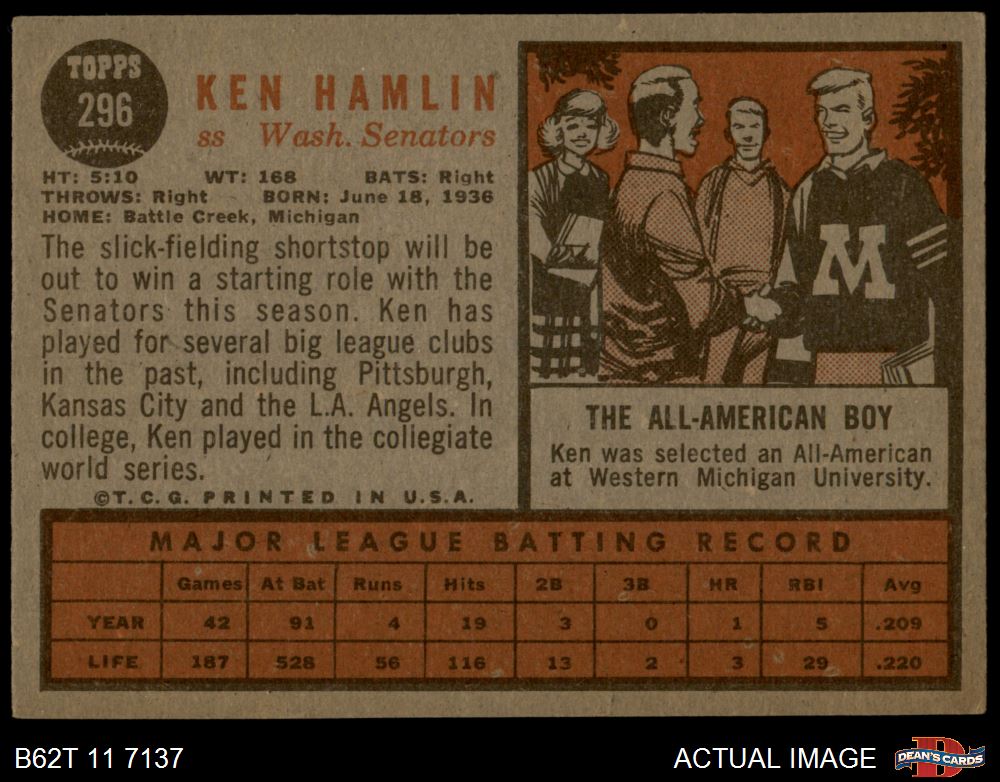 TOPPS
296
KEN HAMLIN
ss Wash. Senators
HT: 5:10 WT: 168 BATS: Right
THROWS: Right BORN: June 18, 1936
HOME: Battle Creek, Michigan
The slick-fielding shortstop will be
out to win a starting role with the
Senators this season. Ken has
played for several big league clubs
in the past, including Pittsburgh,
Kansas City and the L.A. Angels. In
college, Ken played in the collegiate
world series.
©T.C.G. PRINTED IN U.S.A.
M
THE ALL-AMERICAN BOY
Ken was selected an All-American
at Western Michigan University.
MAJOR LEAGUE BATTING RECORD
Games At Bat Runs Hits 2B 3B HR RBI Avg
YEAR 42 91 4 19 3 0 1 5 .209
LIFE 187 528 56 116 13 2 3 29 .220
B62T 11 7137
ACTUAL IMAGE
D
DEAN'S CARDS